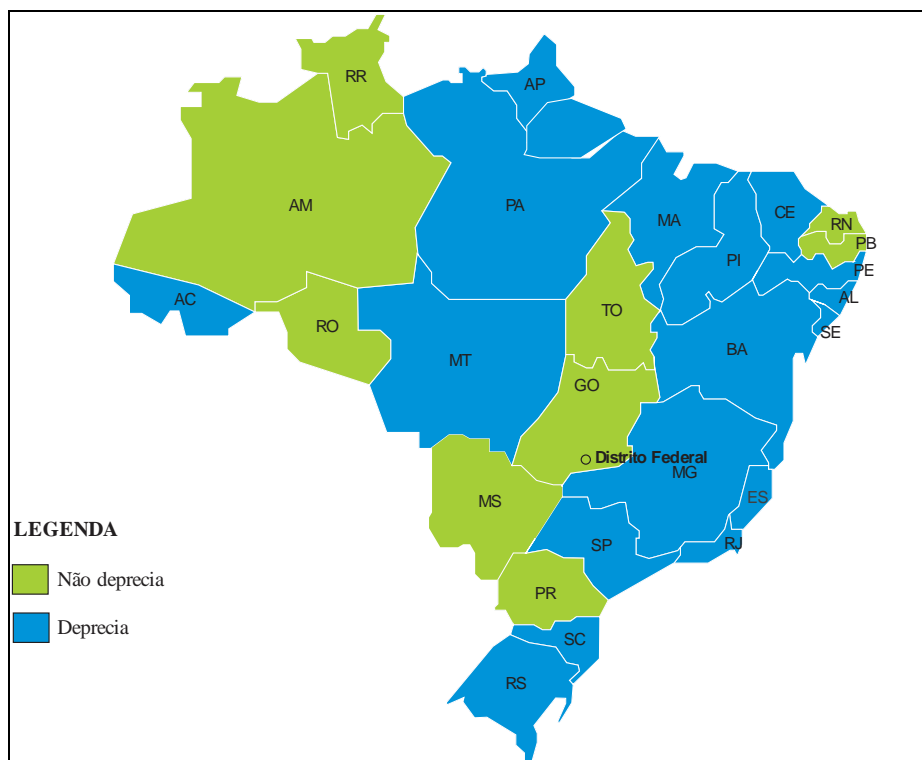 RR
AP
AM
PA
MA
CE
RN
PB
PI
PE
AC
AL
RO
TO
SE
MT
BA
GO
Distrito Federal
MG
MS
ES
LEGENDA
SP
RJ
Não deprecia
PR
Deprecia
SC
RS